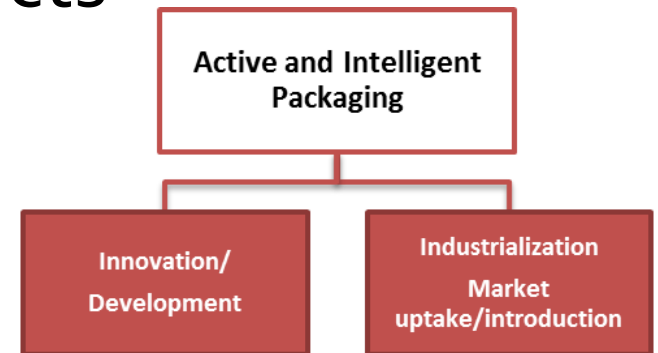 Active and Intelligent
Packaging
Innovation/
Development
Industrialization
Market
uptake/introduction